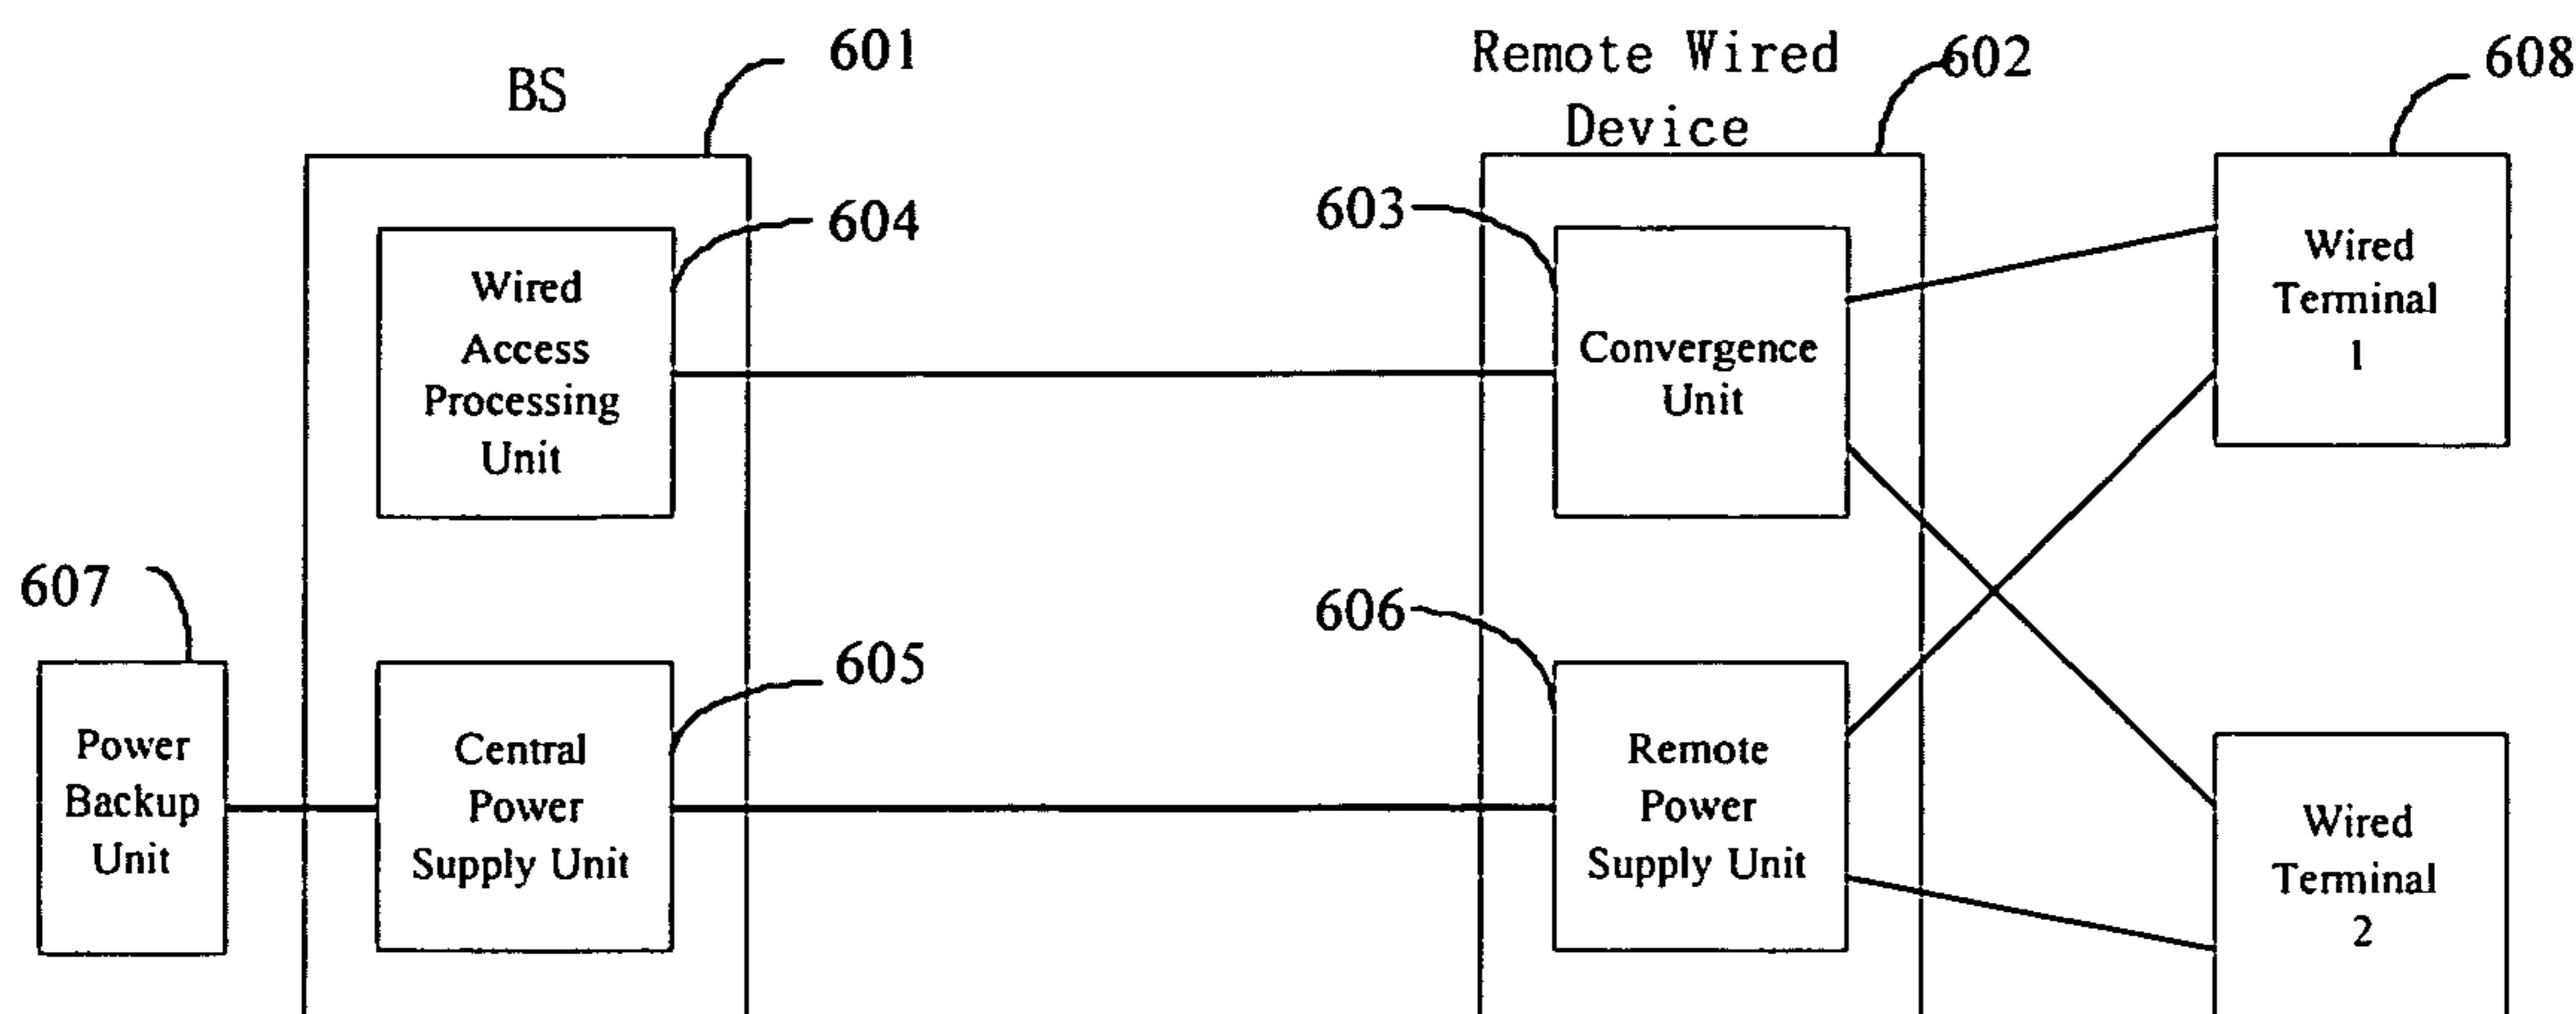 BS
601
Remote Wired
Device
602
608
604
603
Wired
Access
Processing
Unit
Convergence
Unit
Wired
Terminal
1
607
605
606
Power
Backup
Unit
Central
Power
Supply Unit
Remote
Power
Supply Unit
Wired
Terminal
2